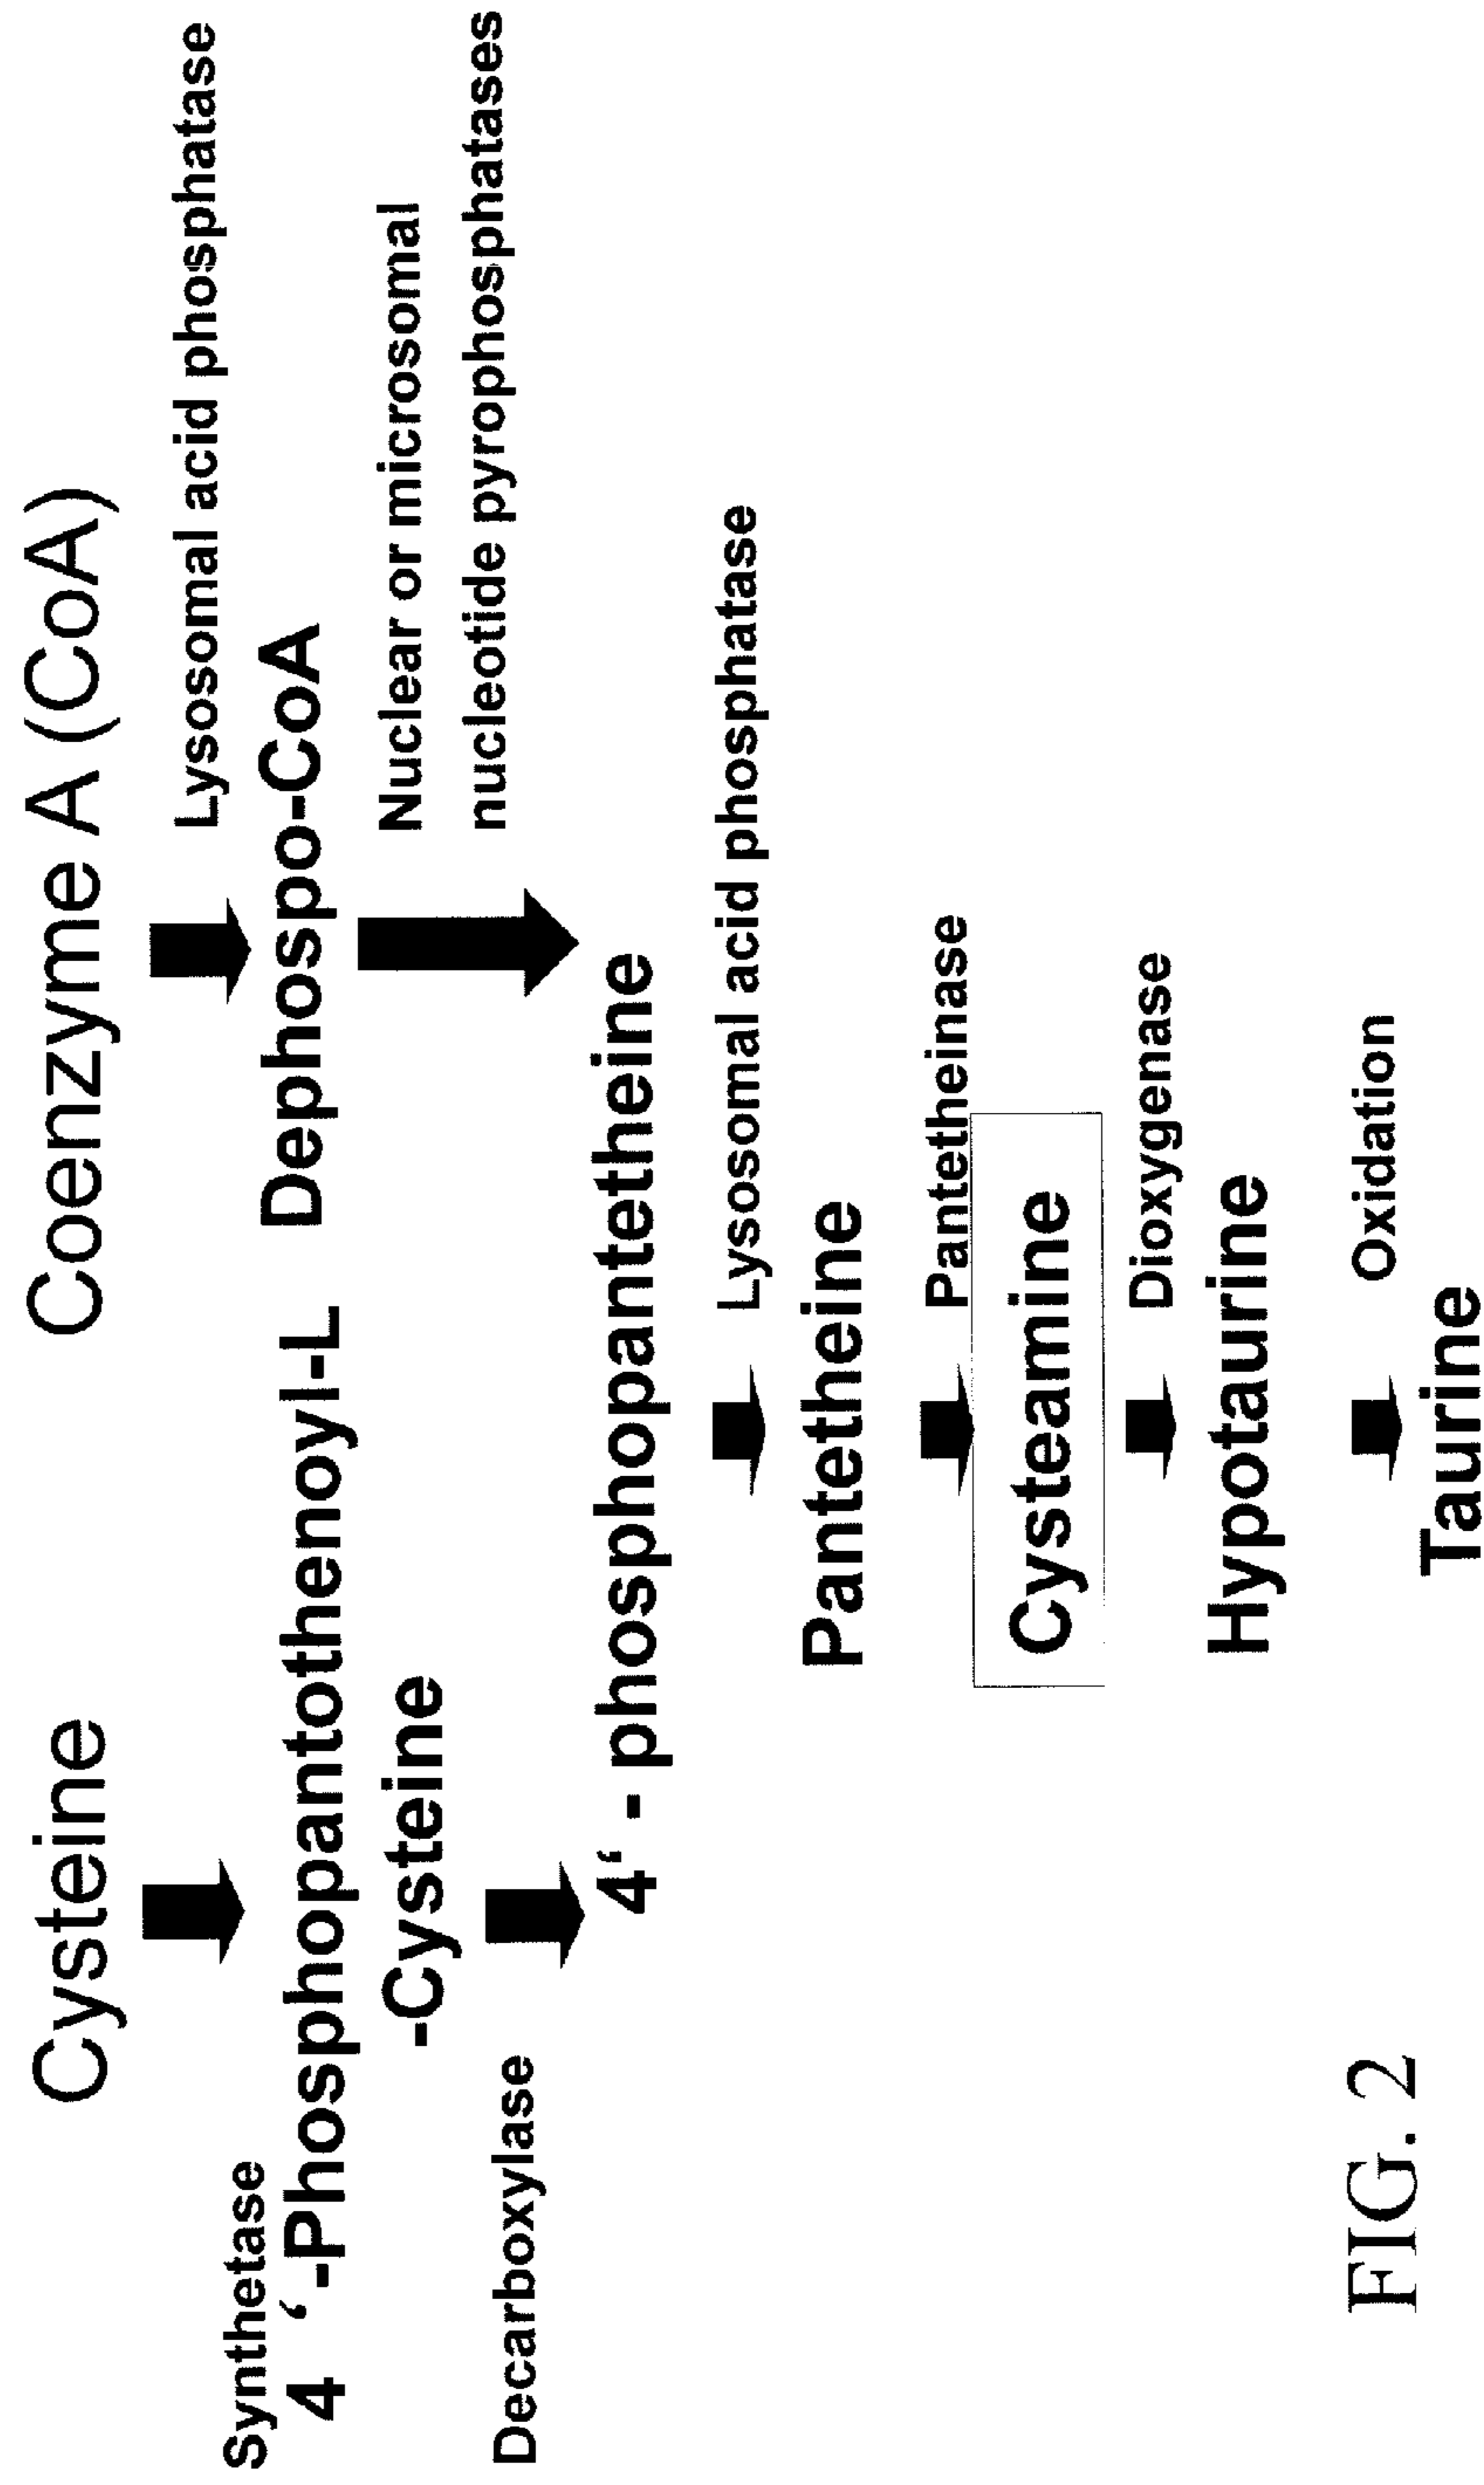 Cysteine
Coenzyme A (CoA)
Synthetase
Lysosomal acid phosphatase
4 ‘-Phosphopantothenoyl-L
-Cysteine
Dephospo-CoA
Decarboxylase
Nuclear or microsomal
nucleotide pyrophosphatases
4‘ - phosphopantetheine
Lysosomal acid phosphatase
Pantetheine
Pantetheinase
Cysteamine
Dioxygenase
Hypotaurine
Oxidation
Taurine
FIG. 2